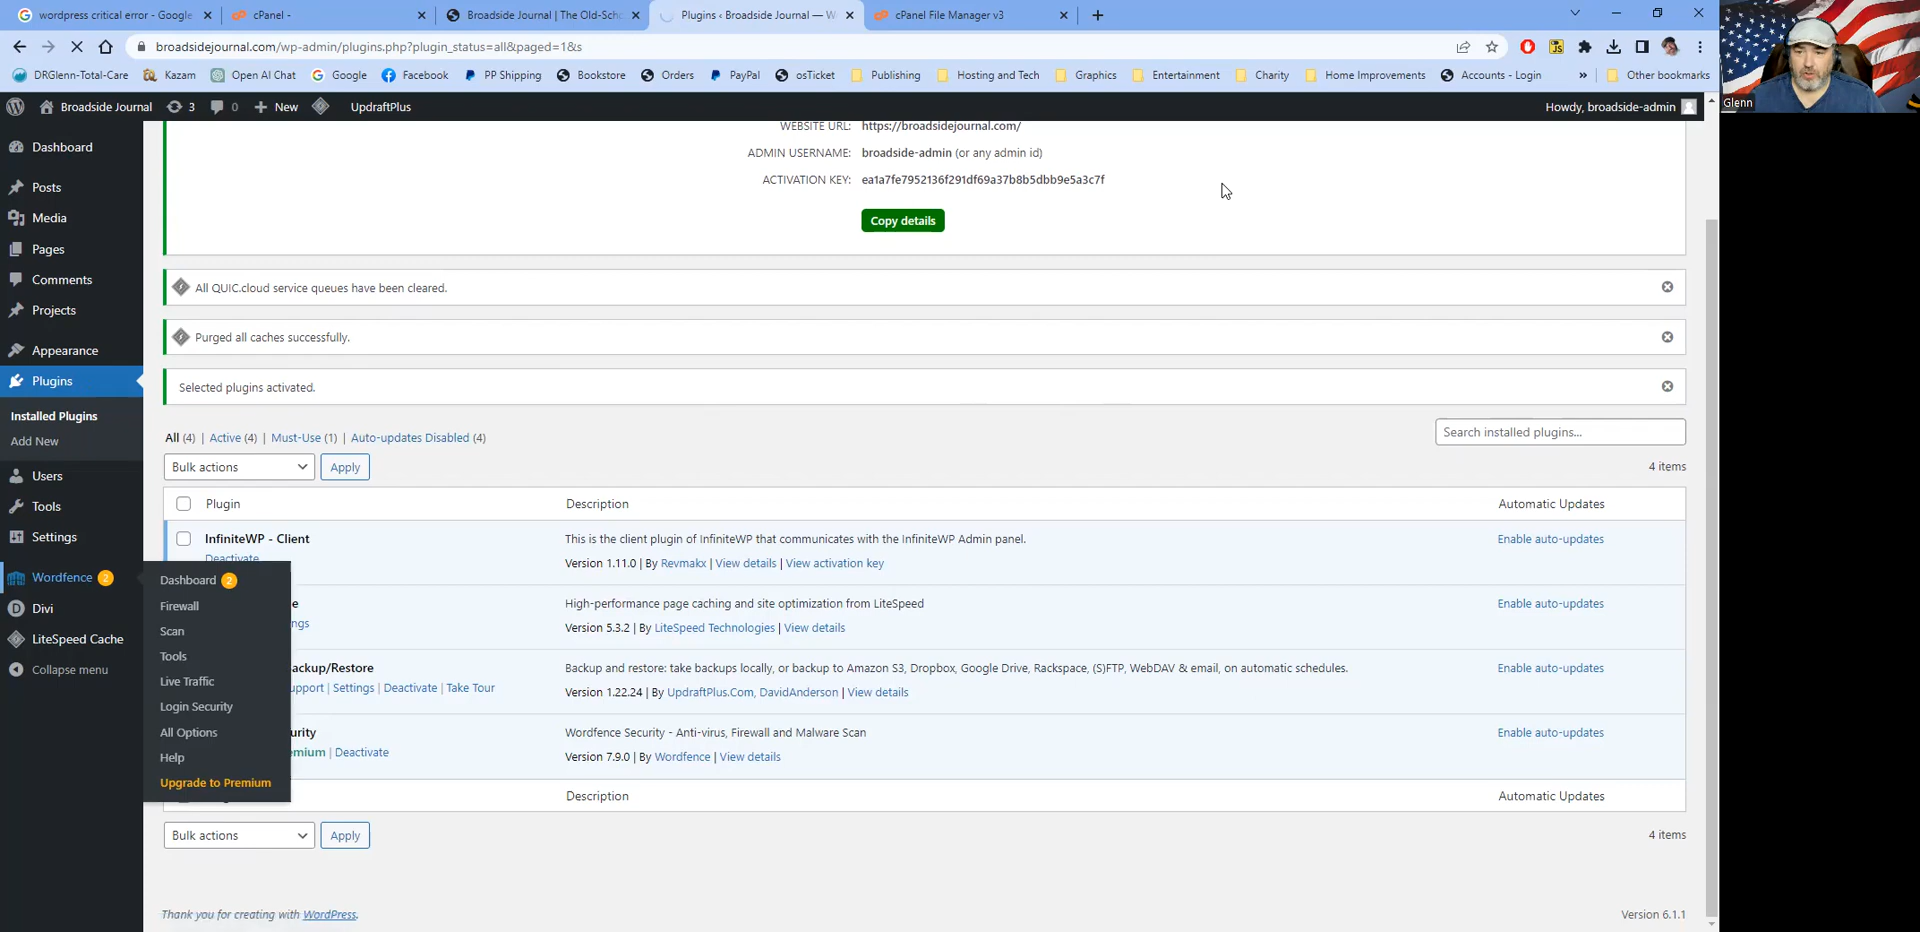 wordpress critical error - Google
cPanel -
Broadside Journal | The Old-Scho
Plugins ‹ Broadside Journal — W
cPanel File Manager v3
broadsidejournal.com/wp-admin/plugins.php?plugin_status=all&paged=1&s
DRGlenn-Total-Care
Kazam
Open AI Chat
Google
Facebook
PP Shipping
Bookstore
Orders
PayPal
osTicket
Publishing
Hosting and Tech
Graphics
Entertainment
Charity
Home Improvements
Accounts - Login
»
Other bookmarks
Glenn
Broadside Journal
3
0
New
UpdraftPlus
Howdy, broadside-admin
Dashboard
Posts
Media
Pages
Comments
Projects
Appearance
Plugins
Installed Plugins
Add New
Users
Tools
Settings
Wordfence 2
Divi
LiteSpeed Cache
Collapse menu
Dashboard 2
Firewall
Scan
Tools
Live Traffic
Login Security
All Options
Help
Upgrade to Premium
WEBSITE URL: https://broadsidejournal.com/
ADMIN USERNAME: broadside-admin (or any admin id)
ACTIVATION KEY: ea1a7fe7952136f291df69a37b8b5dbb9e5a3c7f
Copy details
All QUIC.cloud service queues have been cleared.
Purged all caches successfully.
Selected plugins activated.
All (4) | Active (4) | Must-Use (1) | Auto-updates Disabled (4)
Search installed plugins...
Bulk actions
Apply
4 items
Plugin
Description
Automatic Updates
InfiniteWP - Client
Deactivate
This is the client plugin of InfiniteWP that communicates with the InfiniteWP Admin panel.
Version 1.11.0 | By Revmakx | View details | View activation key
Enable auto-updates
e
ngs
High-performance page caching and site optimization from LiteSpeed
Version 5.3.2 | By LiteSpeed Technologies | View details
Enable auto-updates
ackup/Restore
upport | Settings | Deactivate | Take Tour
Backup and restore: take backups locally, or backup to Amazon S3, Dropbox, Google Drive, Rackspace, (S)FTP, WebDAV & email, on automatic schedules.
Version 1.22.24 | By UpdraftPlus.Com, DavidAnderson | View details
Enable auto-updates
urity
emium | Deactivate
Wordfence Security - Anti-virus, Firewall and Malware Scan
Version 7.9.0 | By Wordfence | View details
Enable auto-updates
Description
Automatic Updates
Bulk actions
Apply
4 items
Thank you for creating with WordPress.
Version 6.1.1